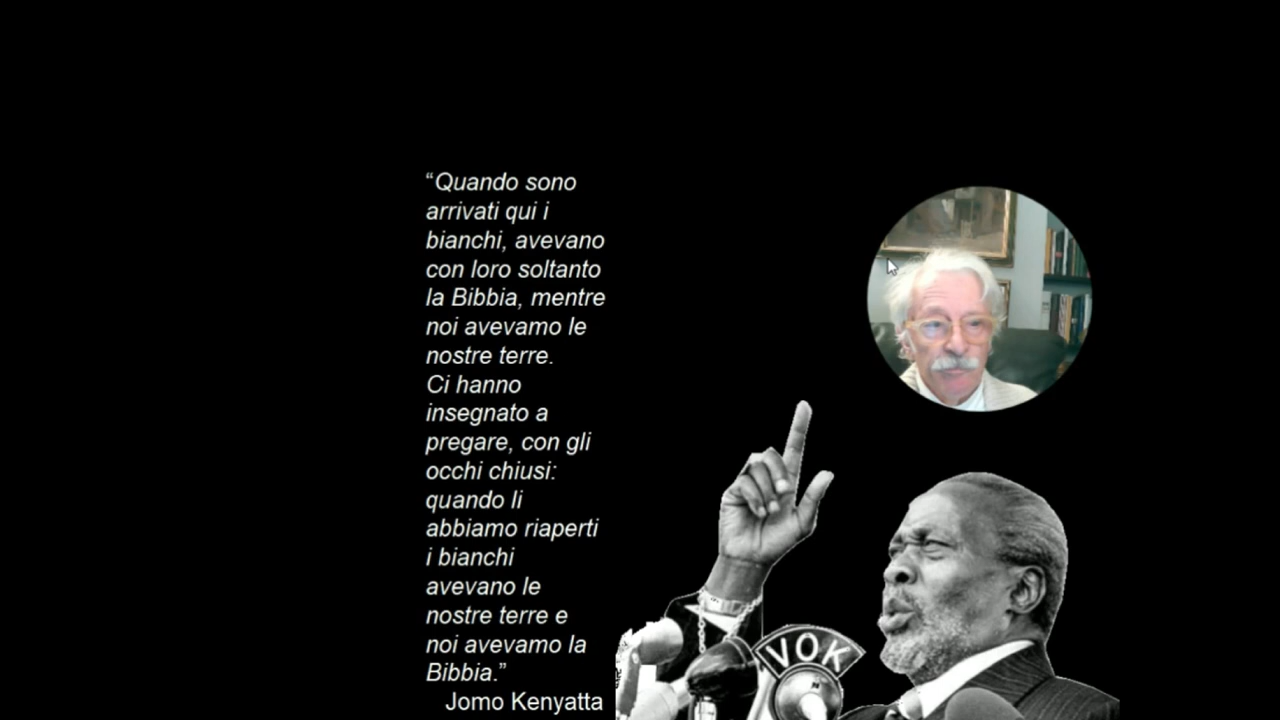 “Quando sono
arrivati qui i
bianchi, avevano
con loro soltanto
la Bibbia, mentre
noi avevamo le
nostre terre.
Ci hanno
insegnato a
pregare, con gli
occhi chiusi:
quando li
abbiamo riaperti
i bianchi
avevano le
nostre terre e
noi avevamo la
Bibbia.”
Jomo Kenyatta
VOK